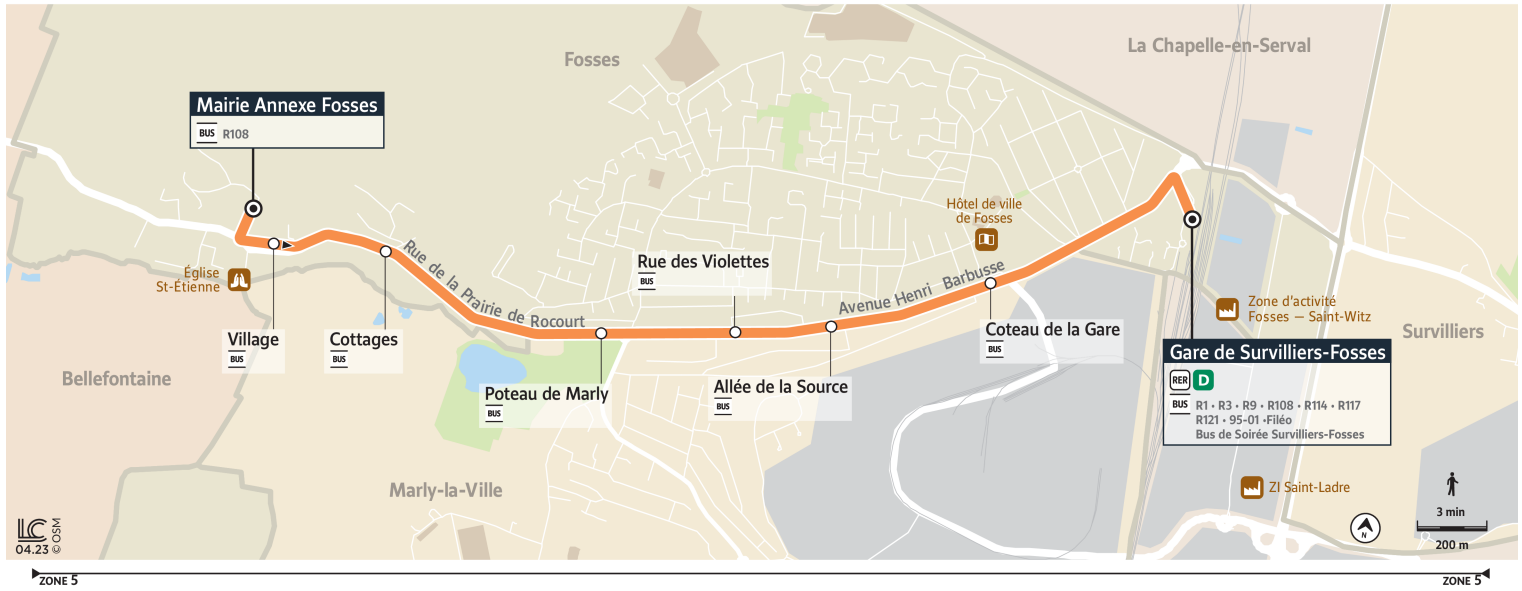 La Chapelle-en-Serval
Fosses
Mairie Annexe Fosses
BUS R108
Hôtel de ville
de Fosses
Rue de la Prairie de Rocourt
Rue des Violettes
BUS
Église
St-Étienne
Avenue Henri Barbusse
Zone d'activité
Fosses – Saint-Witz
Village
BUS
Cottages
BUS
Coteau de la Gare
BUS
Survilliers
Gare de Survilliers-Fosses
RER D
BUS R1 • R3 • R9 • R108 • R114 • R117
R121 • 95-01 •Filéo
Bus de Soirée Survilliers-Fosses
Bellefontaine
Poteau de Marly
BUS
Allée de la Source
BUS
Marly-la-Ville
ZI Saint-Ladre
3 min
200 m
N
LC
04.23 © OSM
ZONE 5
ZONE 5